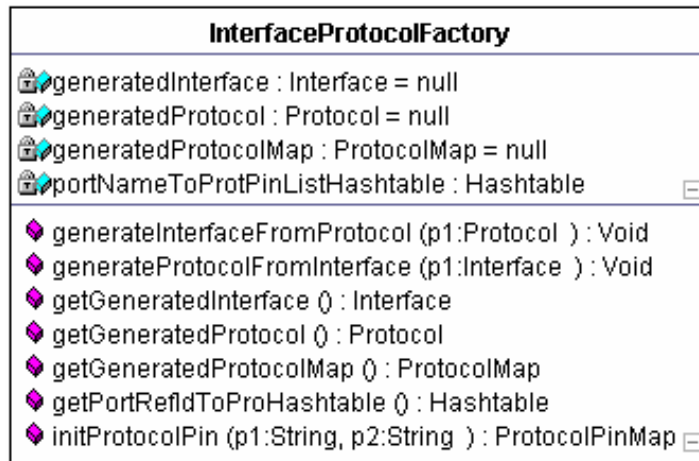 InterfaceProtocolFactory
generatedInterface : Interface = null
generatedProtocol : Protocol = null
generatedProtocolMap : ProtocolMap = null
portNameToProtPinListHashtable : Hashtable
generateInterfaceFromProtocol (p1:Protocol ) : Void
generateProtocolFromInterface (p1:Interface ) : Void
getGeneratedInterface () : Interface
getGeneratedProtocol () : Protocol
getGeneratedProtocolMap () : ProtocolMap
getPortRefIdToProHashtable () : Hashtable
initProtocolPin (p1:String, p2:String ) : ProtocolPinMap